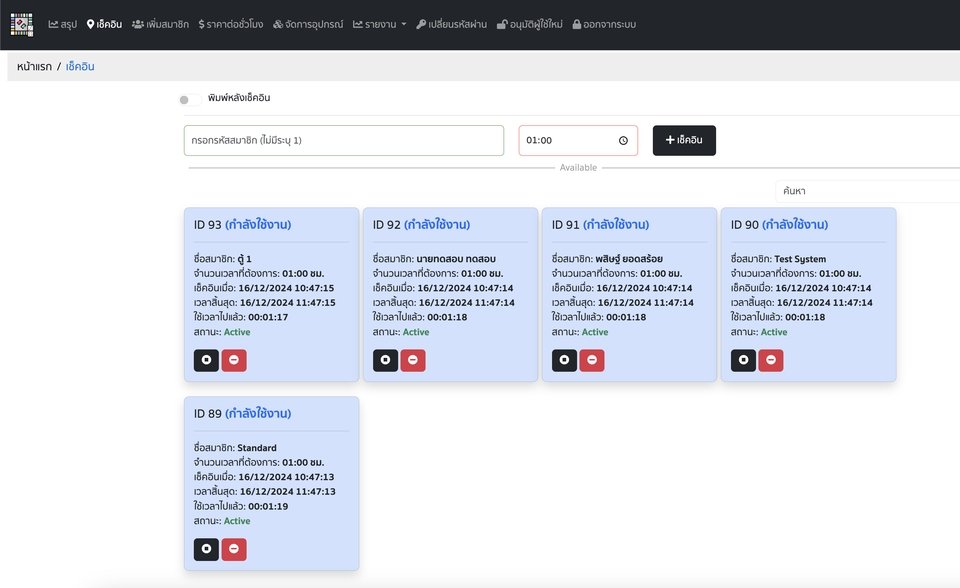 สรุป เช็คอิน เพิ่มสมาชิก ราคาต่อชั่วโมง จัดการอุปกรณ์ รายงาน เปลี่ยนรหัสผ่าน อนุมัติผู้ใช้ใหม่ ออกจากระบบ
หน้าแรก / เช็คอิน
พิมพ์หลังเช็คอิน
กรอกรหัสสมาชิก (ไม่มีระบุ 1) 01:00 +เช็คอิน
Available
ค้นหา
ID 93 (กำลังใช้งาน)
ชื่อสมาชิก: ตู้ 1
จำนวนเวลาที่ต้องการ: 01:00 ชม.
เช็คอินเมื่อ: 16/12/2024 10:47:15
เวลาสิ้นสุด: 16/12/2024 11:47:15
ใช้เวลาไปแล้ว: 00:01:17
สถานะ: Active
ID 92 (กำลังใช้งาน)
ชื่อสมาชิก: นายทดสอบ ทดสอบ
จำนวนเวลาที่ต้องการ: 01:00 ชม.
เช็คอินเมื่อ: 16/12/2024 10:47:14
เวลาสิ้นสุด: 16/12/2024 11:47:14
ใช้เวลาไปแล้ว: 00:01:18
สถานะ: Active
ID 91 (กำลังใช้งาน)
ชื่อสมาชิก: พสิษฐ์ ยอดสร้อย
จำนวนเวลาที่ต้องการ: 01:00 ชม.
เช็คอินเมื่อ: 16/12/2024 10:47:14
เวลาสิ้นสุด: 16/12/2024 11:47:14
ใช้เวลาไปแล้ว: 00:01:18
สถานะ: Active
ID 90 (กำลังใช้งาน)
ชื่อสมาชิก: Test System
จำนวนเวลาที่ต้องการ: 01:00 ชม.
เช็คอินเมื่อ: 16/12/2024 10:47:14
เวลาสิ้นสุด: 16/12/2024 11:47:14
ใช้เวลาไปแล้ว: 00:01:18
สถานะ: Active
ID 89 (กำลังใช้งาน)
ชื่อสมาชิก: Standard
จำนวนเวลาที่ต้องการ: 01:00 ชม.
เช็คอินเมื่อ: 16/12/2024 10:47:13
เวลาสิ้นสุด: 16/12/2024 11:47:13
ใช้เวลาไปแล้ว: 00:01:19
สถานะ: Active